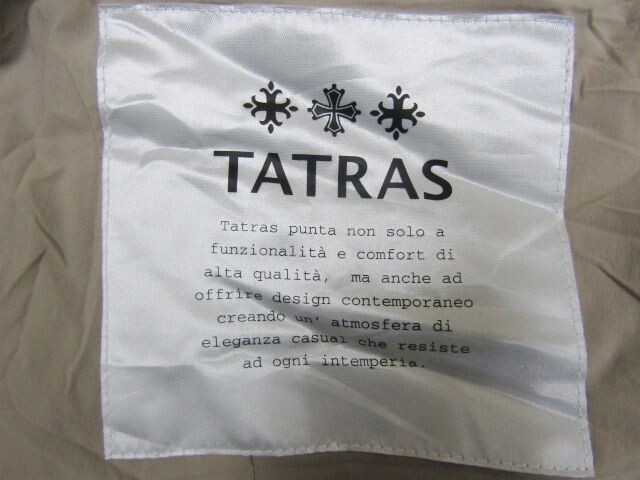 TATRAS
Tatras punta non solo a
funzionalità e comfort di
alta qualità, ma anche ad
offrire design contemporaneo
creando un' atmosfera di
eleganza casual che resiste
ad ogni intemperia.